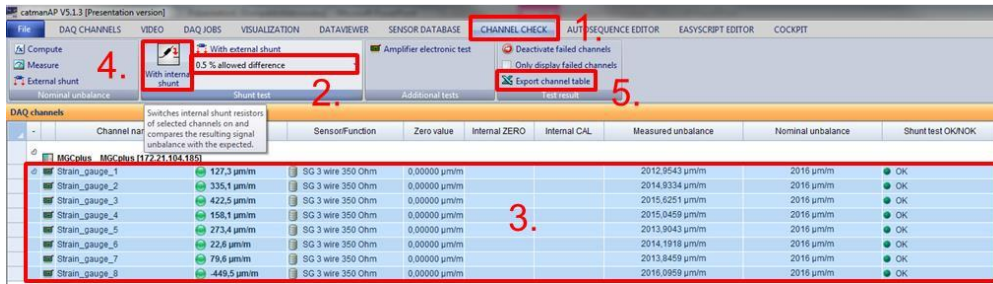 catmanAP V5.1.3 [Presentation version]
File DAQ CHANNELS VIDEO DAQ JOBS VISUALIZATION DATAVIEWER SENSOR DATABASE CHANNEL CHECK 1. AUTOSEQUENCE EDITOR EASYSCRIPT EDITOR COCKPIT
Compute With external shunt Amplifier electronic test Deactivate failed channels
Measure 4. 0.5 % allowed difference Only display failed channels
External shunt With internal shunt 2. Export channel table 5.
Nominal unbalance Shunt test Additional tests Test result
DAQ channels
Switches internal shunt resistors
of selected channels on and
compares the resulting signal
unbalance with the expected.
- Channel na Sensor/Function Zero value Internal ZERO Internal CAL Measured unbalance Nominal unbalance Shunt test OK/NOK
MGCplus MGCplus [172.21.104.185]
Strain_gauge_1 127,3 µm/m SG 3 wire 350 Ohm 0,00000 µm/m 2012,9543 µm/m 2016 µm/m OK
Strain_gauge_2 335,1 µm/m SG 3 wire 350 Ohm 0,00000 µm/m 2014,9334 µm/m 2016 µm/m OK
Strain_gauge_3 422,5 µm/m SG 3 wire 350 Ohm 0,00000 µm/m 2015,6251 µm/m 2016 µm/m OK
Strain_gauge_4 158,1 µm/m SG 3 wire 350 Ohm 0,00000 µm/m 3. 2015,0459 µm/m 2016 µm/m OK
Strain_gauge_5 273,4 µm/m SG 3 wire 350 Ohm 0,00000 µm/m 2013,9043 µm/m 2016 µm/m OK
Strain_gauge_6 22,6 µm/m SG 3 wire 350 Ohm 0,00000 µm/m 2014,1918 µm/m 2016 µm/m OK
Strain_gauge_7 79,6 µm/m SG 3 wire 350 Ohm 0,00000 µm/m 2013,8459 µm/m 2016 µm/m OK
Strain_gauge_8 -449,5 µm/m SG 3 wire 350 Ohm 0,00000 µm/m 2016,0959 µm/m 2016 µm/m OK